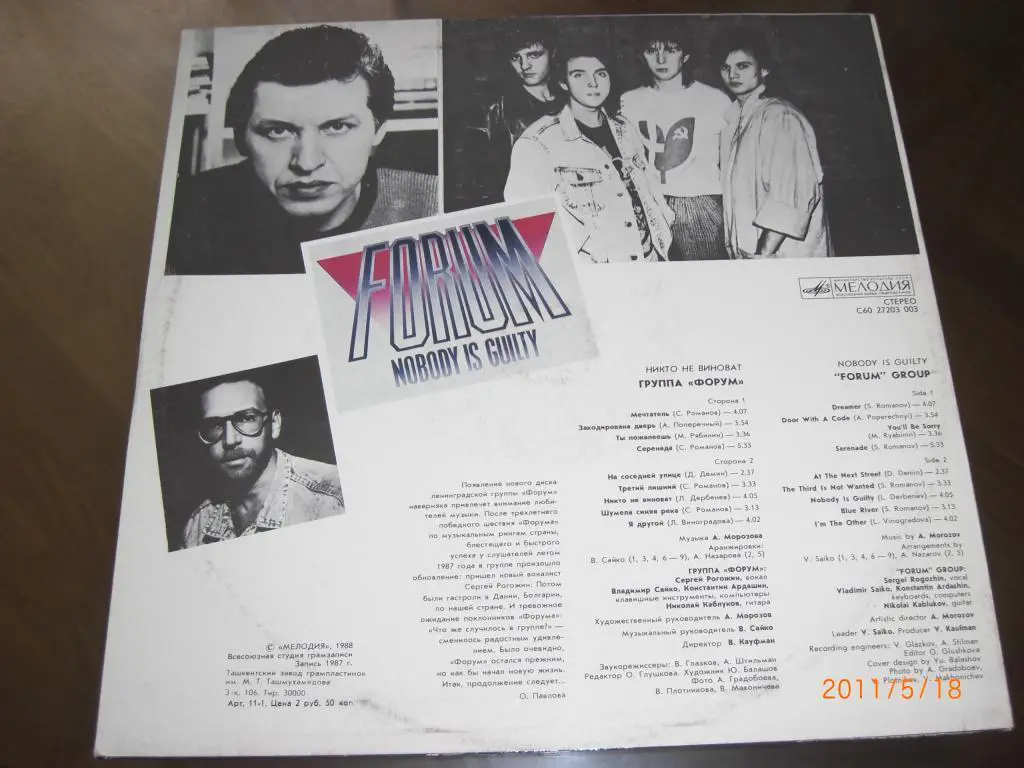 FORUM
NOBODY IS GUILTY
МЕЛОДИЯ
СТЕРЕО
С60 27203 003
НИКТО НЕ ВИНОВАТ
ГРУППА «ФОРУМ»
Сторона 1
Мечтатель (С. Романов) — 4.07
Закодирована дверь (А. Поперечный) — 3.54
Ты пожалеешь (М. Рябинин) — 3.36
Серенада (С. Романов) — 5.33
Сторона 2
На соседней улице (Д. Демин) — 2.37
Третий лишний (С. Романов) — 3.33
Никто не виноват (Л. Дербенев) — 4.05
Шумела синяя река (С. Романов) — 3.13
Я другой (Л. Виноградова) — 4.02
Музыка А. Морозова
Аранжировки:
В. Сайко (1, 3, 4, 6 — 9), А. Назарова (2, 5)
ГРУППА «ФОРУМ»:
Сергей Рогожин, вокал
Владимир Сайко, Константин Ардашин,
клавишные инструменты, компьютеры
Николай Каблуков, гитара
Художественный руководитель А. Морозов
Музыкальный руководитель В. Сайко
Директор В. Кауфман
Звукорежиссеры: В. Глазков, А. Штильман
Редактор О. Глушкова. Художник Ю. Балашов
Фото А. Градобоева,
В. Плотникова, В. Махоничева
NOBODY IS GUILTY
"FORUM" GROUP
Side 1
Dreamer (S. Romanov) — 4.07
Door With A Code (A. Poperechnyi) — 3.54
You'll Be Sorry
(M. Ryabinin) — 3.36
Serenade (S. Romanov) — 5.33
Side 2
At The Next Street (D. Demin) — 2.37
The Third Is Not Wanted (S. Romanov) — 3.33
Nobody Is Guilty (L. Derbenev) — 4.05
Blue River (S. Romanov) — 3.13
I'm The Other (L. Vinogradova) — 4.02
Music by A. Morozov
Arrangements by
V. Saiko (1, 3, 4, 6 — 9), A. Nazarov (2, 5)
"FORUM" GROUP:
Sergei Rogozhin, vocal
Vladimir Saiko, Konstantin Ardashin,
keyboards, computers
Nikolai Kablukov, guitar
Artistic director A. Morozov
Leader V. Saiko. Producer V. Kaufman
Recording engineers: V. Glazkov, A. Stilman
Editor O. Glushkova
Cover design by Yu. Balashov
Photo by A. Gradoboev,
V. Plotnikov, V. Makhonichev
Появление нового диска
ленинградской группы «Форум»
наверняка привлечет внимание люби-
телей музыки. После трехлетнего
победного шествия «Форума»
по музыкальным рингам страны,
блестящего и быстрого
успеха у слушателей летом
1987 года в группе произошло
обновление: пришел новый вокалист
Сергей Рогожин. Потом
были гастроли в Дании, Болгарии,
по нашей стране. И тревожное
ожидание поклонников «Форума»:
«Что же случилось в группе?» —
сменилось радостным удивле-
нием. Было очевидно,
«Форум» остался прежним,
но как бы начал новую жизнь.
Итак, продолжение следует...
О. Павлова
© «МЕЛОДИЯ», 1988
Всесоюзная студия грамзаписи
Запись 1987 г.
Ташкентский завод грампластинок
им. М. Т. Ташмухамедова
З-к. 106. Тир. 30000.
Арт. 11-1. Цена 2 руб. 50 коп.
2011/5/18